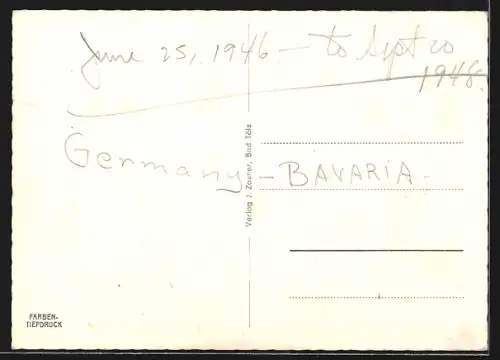 June 25, 1946 - to Sept 20
1948.
Germany - BAVARIA -
Verlag J. Zauner, Bad Tölz
FARBEN-
TIEFDRUCK